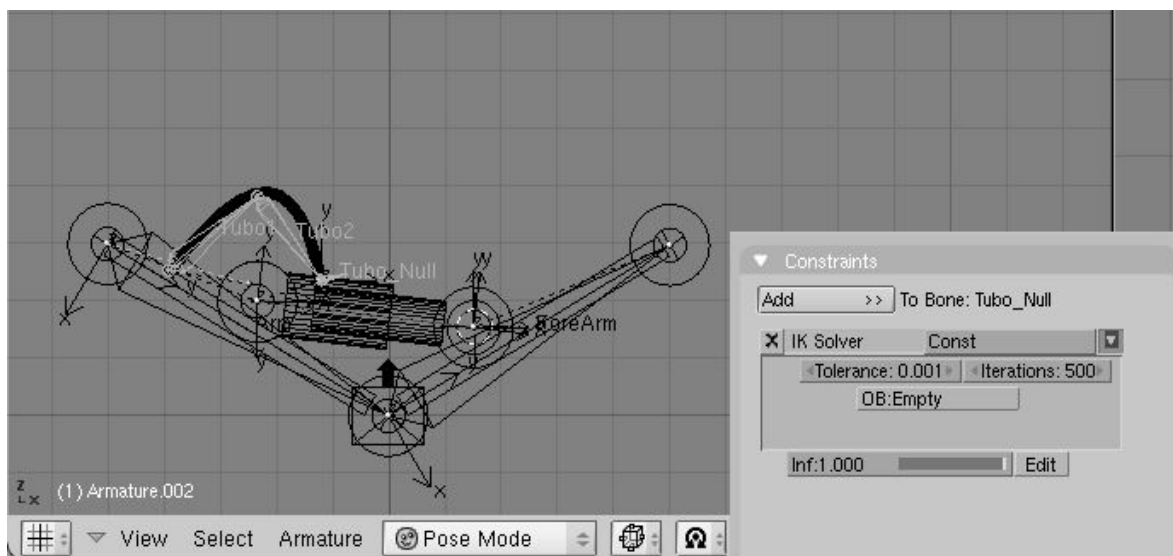 y
Tubo1
Tubo2
Tubo_Null
y
x
W
ForeArm
Arm
y
x
z
x
(1) Armature.002
View Select Armature Pose Mode
Constraints
Add >> To Bone: Tubo_Null
X IK Solver Const
Tolerance: 0.001 Iterations: 500
OB:Empty
Inf:1.000 Edit